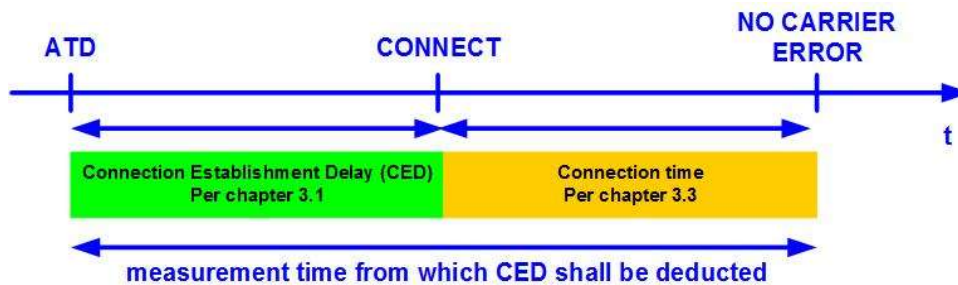 NO CARRIER
ATD
CONNECT
ERROR
t
Connection Establishment Delay (CED)
Per chapter 3.1
Connection time
Per chapter 3.3
measurement time from which CED shall be deducted